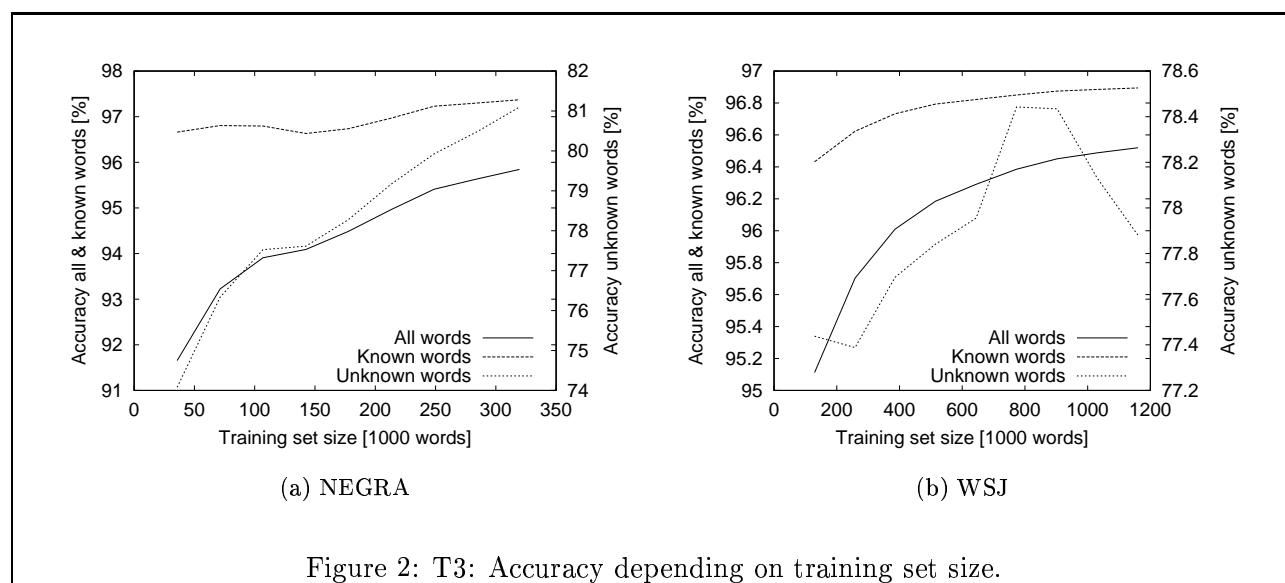 98
97
96
95
94
93
92
91
82
81
80
79
78
77
76
75
74
0 50 100 150 200 250 300 350
Accuracy all & known words [%]
Accuracy unknown words [%]
All words
Known words
Unknown words
Training set size [1000 words]
(a) NEGRA
97
96.8
96.6
96.4
96.2
96
95.8
95.6
95.4
95.2
95
78.6
78.4
78.2
78
77.8
77.6
77.4
77.2
0 200 400 600 800 1000 1200
Accuracy all & known words [%]
Accuracy unknown words [%]
All words
Known words
Unknown words
Training set size [1000 words]
(b) WSJ
Figure 2: T3: Accuracy depending on training set size.